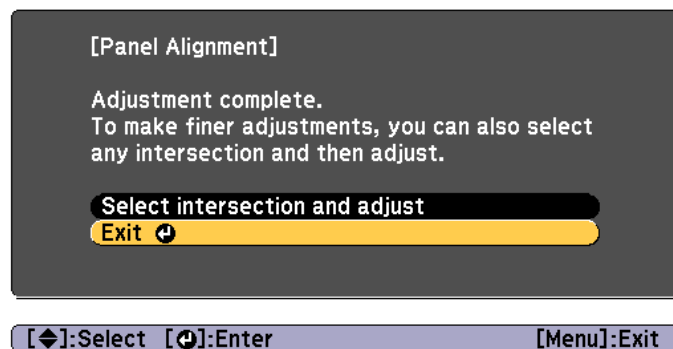 [Panel Alignment]
Adjustment complete.
To make finer adjustments, you can also select
any intersection and then adjust.
Select intersection and adjust
Exit
[◆]:Select [↵]:Enter [Menu]:Exit